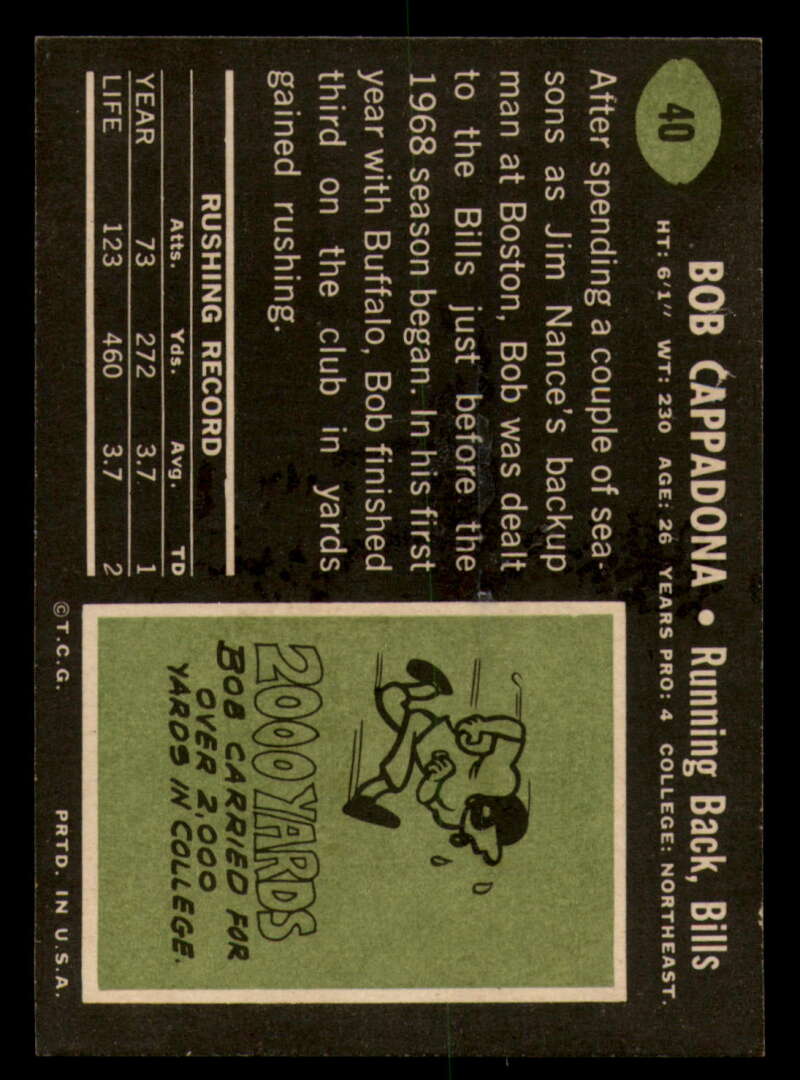 40
BOB CAPPADONA • Running Back, Bills
HT: 6'1" WT: 230 AGE: 26 YEARS PRO: 4 COLLEGE: NORTHEAST.
After spending a couple of sea-
sons as Jim Nance's backup
man at Boston, Bob was dealt
to the Bills just before the
1968 season began. In his first
year with Buffalo, Bob finished
third on the club in yards
gained rushing.
RUSHING RECORD
Atts. Yds. Avg. TD
YEAR 73 272 3.7 1
LIFE 123 460 3.7 2
2000 YARDS
BOB CARRIED FOR
OVER 2,000
YARDS IN COLLEGE.
©T.C.G. PRTD. IN U.S.A.